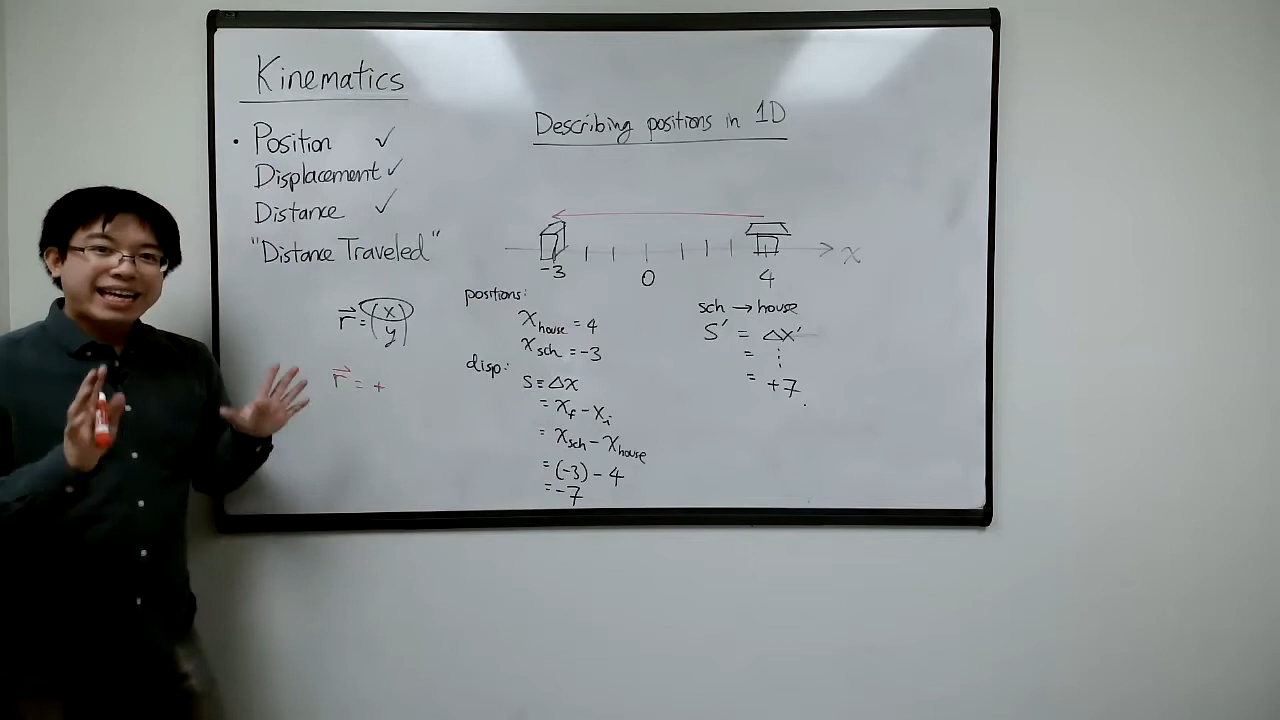 Kinematics
• Position ✓
Displacement ✓
Distance ✓
"Distance Traveled"
r⃗ = (x
y)
r⃗ = +
Describing positions in 1D
-3 0 4 x
positions:
x_house = 4
x_sch = -3
disp:
S ≡ Δx
= x_f - x_i
= x_sch - x_house
= (-3) - 4
= -7
sch → house
S' = Δx'
= ⋮
= +7